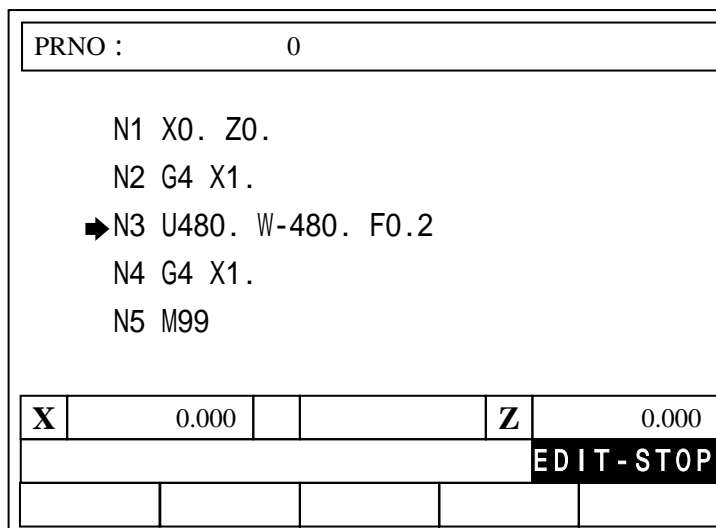 PRNO : 0
N1 X0. Z0.
N2 G4 X1.
N3 U480. W-480. F0.2
N4 G4 X1.
N5 M99
X 0.000 Z 0.000
EDIT-STOP